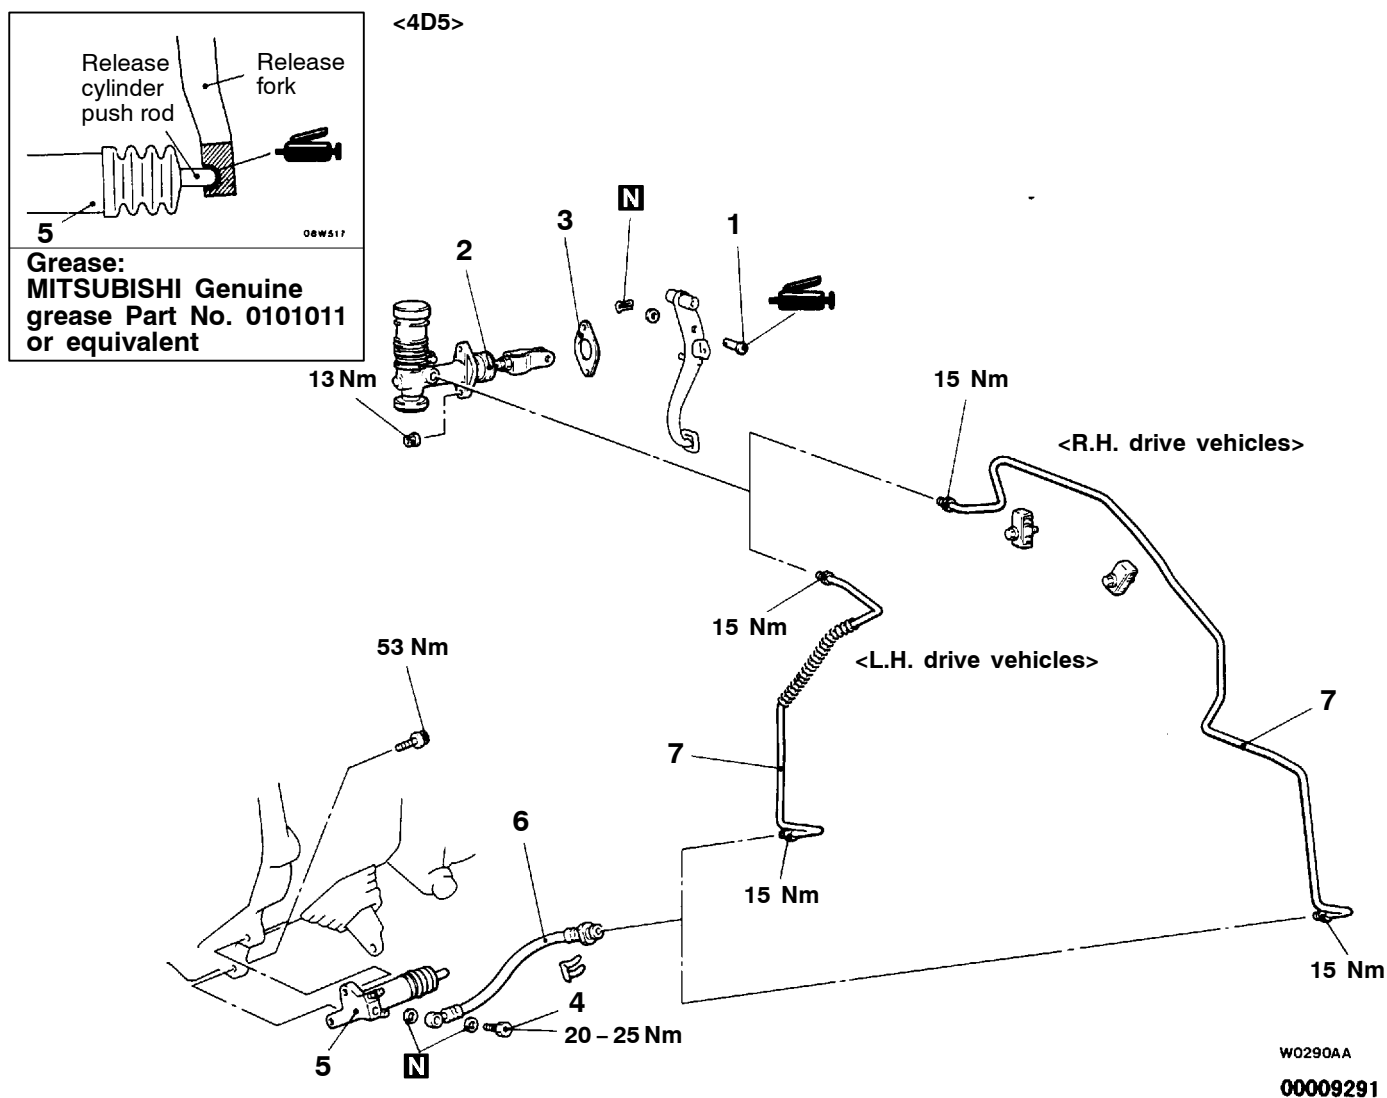 <4D5>
Release
cylinder
push rod
Release
fork
5
08W517
Grease:
MITSUBISHI Genuine
grease Part No. 0101011
or equivalent
N
3
1
2
13 Nm
15 Nm
<R.H. drive vehicles>
15 Nm
<L.H. drive vehicles>
53 Nm
7
7
6
15 Nm
15 Nm
4
20 – 25 Nm
5
N
W0290AA
00009291